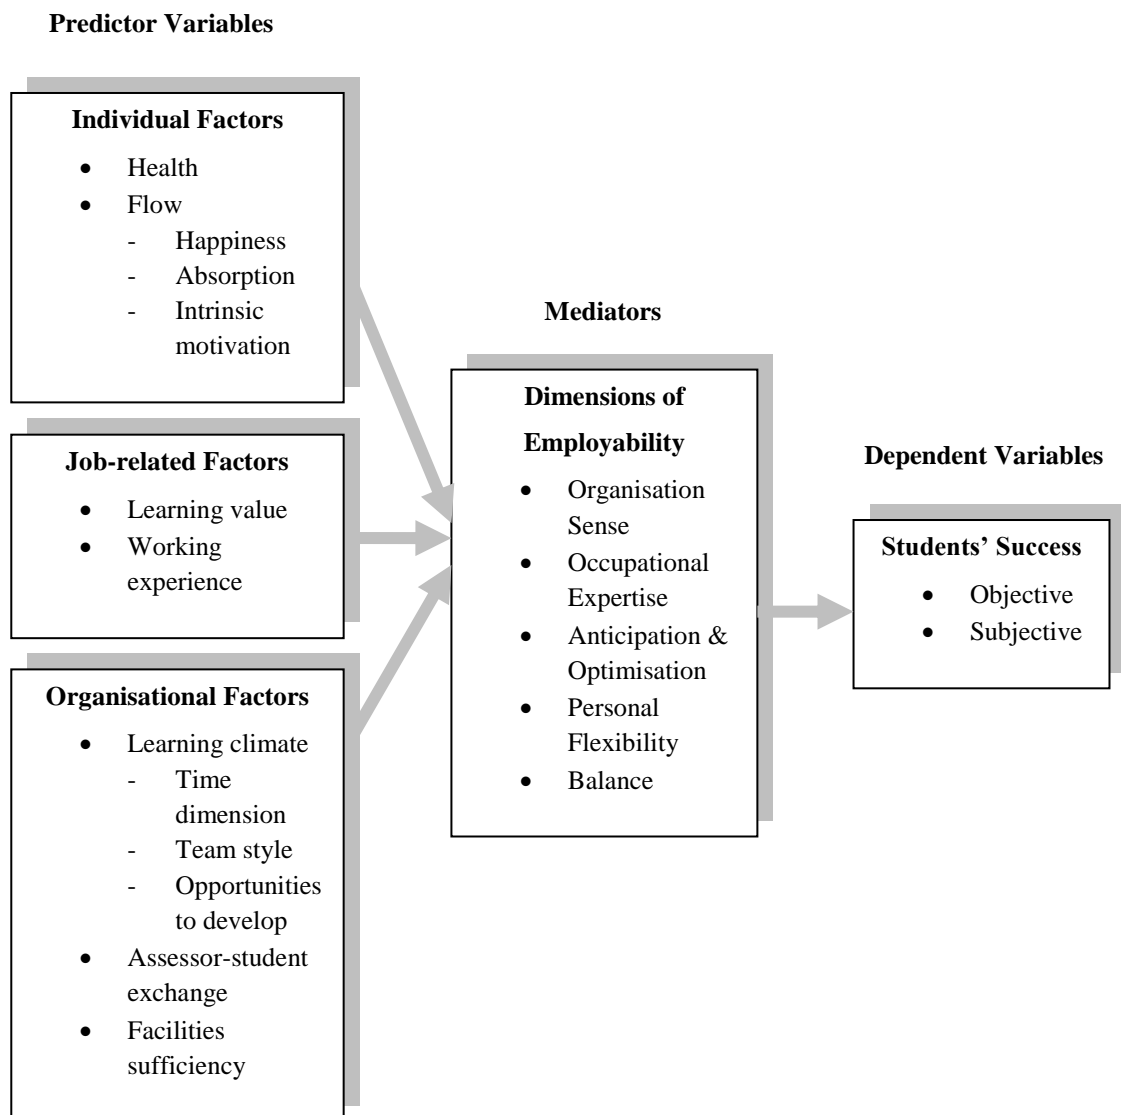 Predictor Variables
Individual Factors
• Health
• Flow
- Happiness
- Absorption
- Intrinsic
motivation
Job-related Factors
• Learning value
• Working
experience
Organisational Factors
• Learning climate
- Time
dimension
- Team style
- Opportunities
to develop
• Assessor-student
exchange
• Facilities
sufficiency
Mediators
Dimensions of
Employability
• Organisation
Sense
• Occupational
Expertise
• Anticipation &
Optimisation
• Personal
Flexibility
• Balance
Dependent Variables
Students’ Success
• Objective
• Subjective